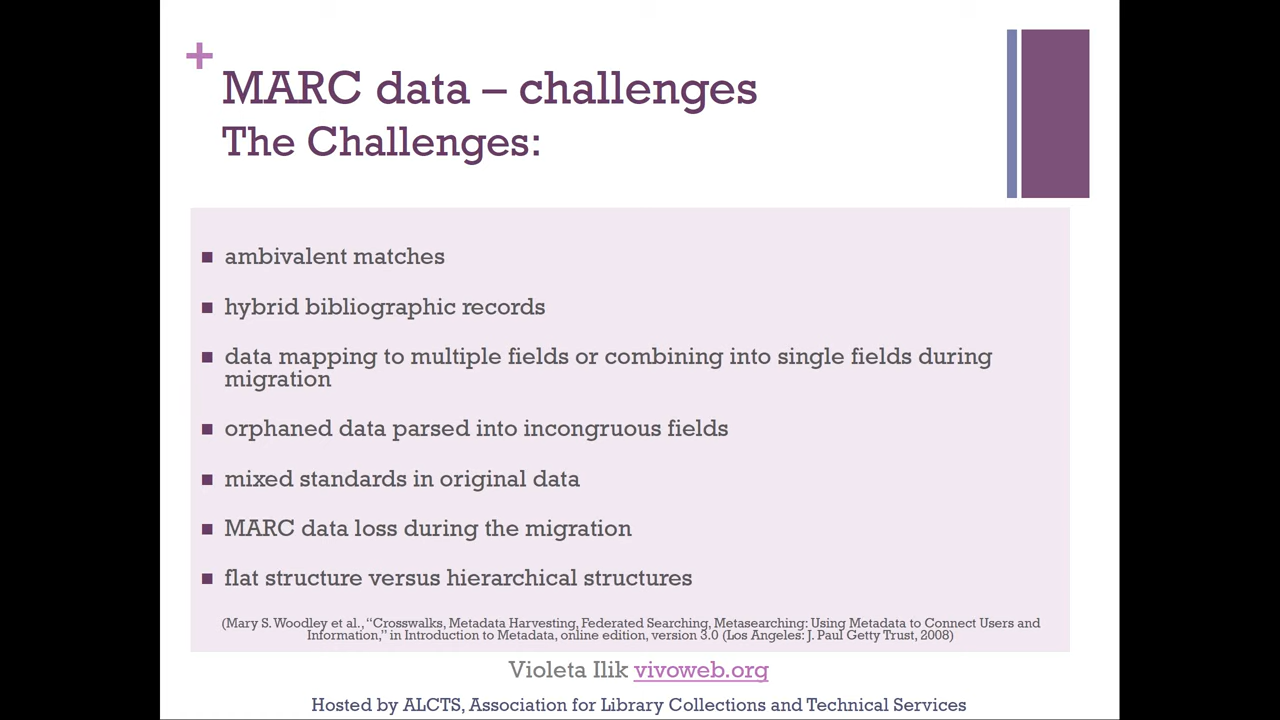 +
MARC data – challenges
The Challenges:
■ ambivalent matches
■ hybrid bibliographic records
■ data mapping to multiple fields or combining into single fields during
migration
■ orphaned data parsed into incongruous fields
■ mixed standards in original data
■ MARC data loss during the migration
■ flat structure versus hierarchical structures
(Mary S. Woodley et al., “Crosswalks, Metadata Harvesting, Federated Searching, Metasearching: Using Metadata to Connect Users and
Information,” in Introduction to Metadata, online edition, version 3.0 (Los Angeles: J. Paul Getty Trust, 2008)
Violeta Ilik vivoweb.org
Hosted by ALCTS, Association for Library Collections and Technical Services